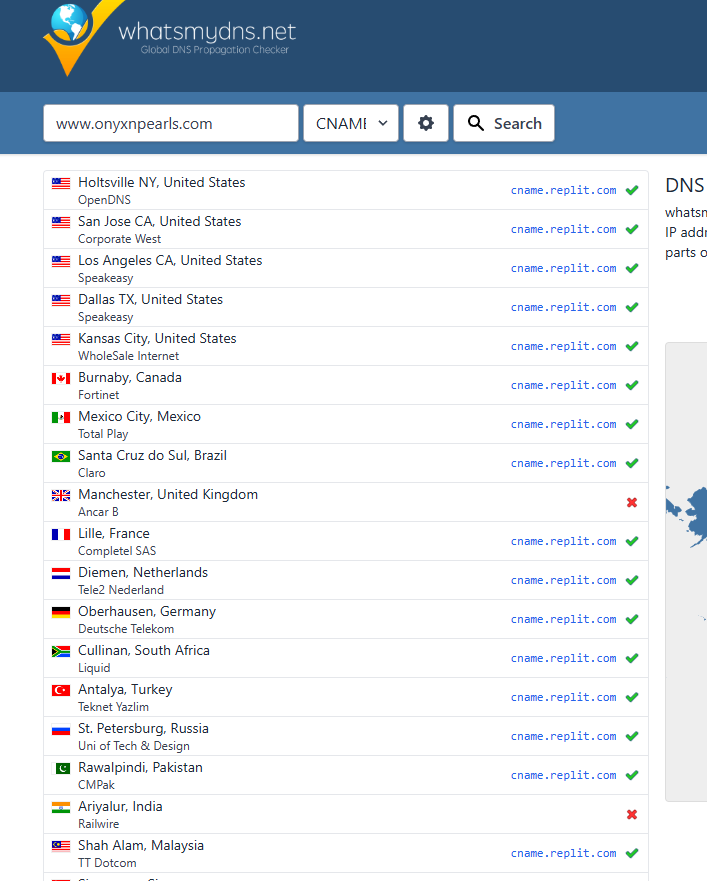 whatsmydns.net
Global DNS Propagation Checker
www.onyxnpearls.com CNAME Search
Holtsville NY, United States
OpenDNS
cname.replit.com
San Jose CA, United States
Corporate West
cname.replit.com
Los Angeles CA, United States
Speakeasy
cname.replit.com
Dallas TX, United States
Speakeasy
cname.replit.com
Kansas City, United States
WholeSale Internet
cname.replit.com
Burnaby, Canada
Fortinet
cname.replit.com
Mexico City, Mexico
Total Play
cname.replit.com
Santa Cruz do Sul, Brazil
Claro
cname.replit.com
Manchester, United Kingdom
Ancar B
Lille, France
Completel SAS
cname.replit.com
Diemen, Netherlands
Tele2 Nederland
cname.replit.com
Oberhausen, Germany
Deutsche Telekom
cname.replit.com
Cullinan, South Africa
Liquid
cname.replit.com
Antalya, Turkey
Teknet Yazlim
cname.replit.com
St. Petersburg, Russia
Uni of Tech & Design
cname.replit.com
Rawalpindi, Pakistan
CMPak
cname.replit.com
Ariyalur, India
Railwire
Shah Alam, Malaysia
TT Dotcom
cname.replit.com
DNS
whatsm
IP addr
parts o